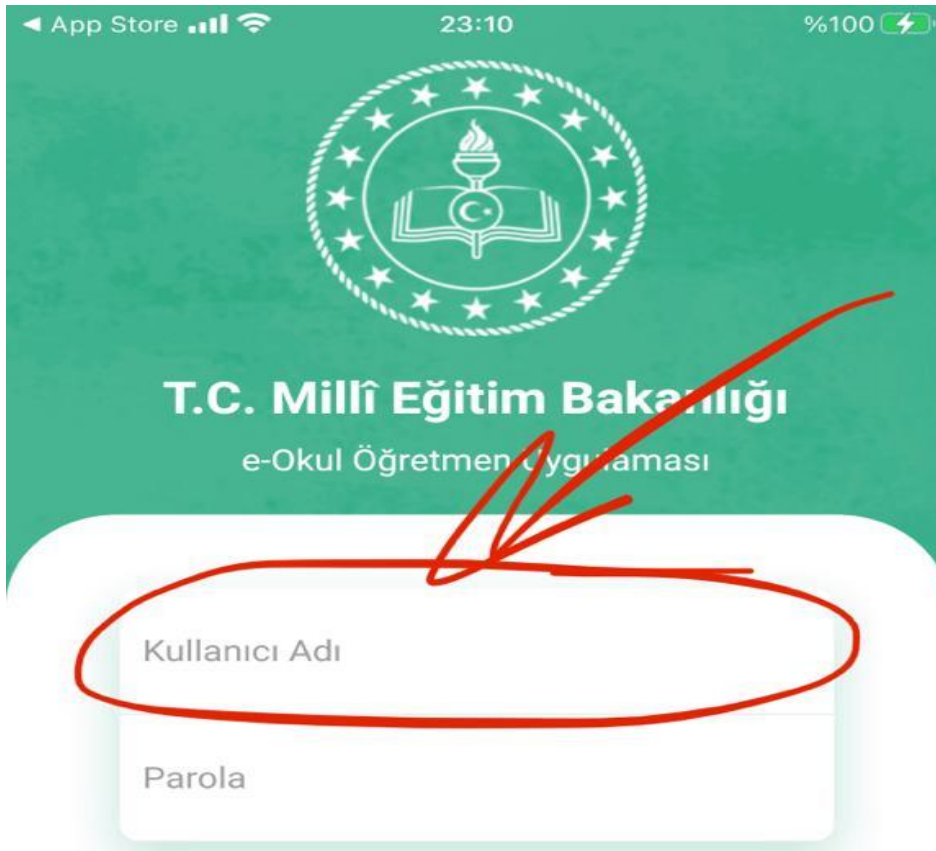 ◀ App Store 23:10 %100
T.C. Millî Eğitim Bakanlığı
e-Okul Öğretmen Uygulaması
Kullanıcı Adı
Parola